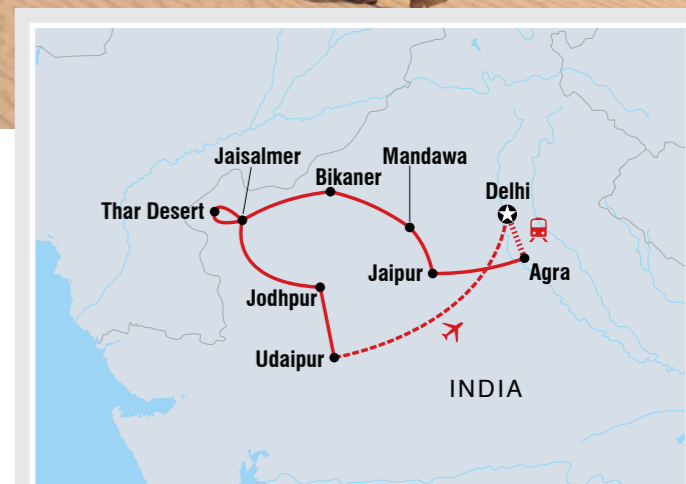 Jaisalmer
Mandawa
Bikaner
Delhi
Thar Desert
Jaipur
Agra
Jodhpur
Udaipur
INDIA